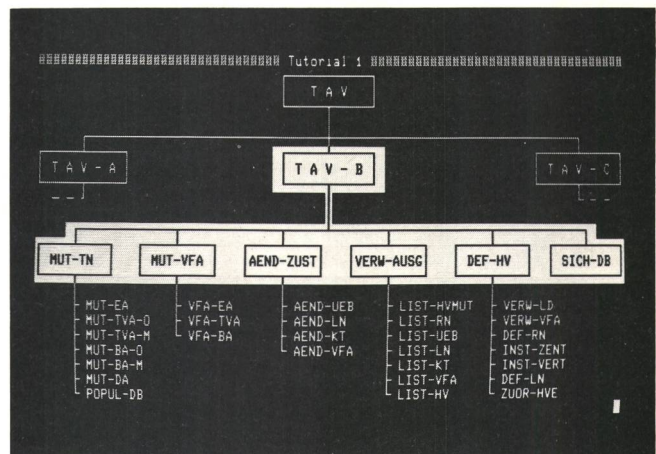 Tutorial 1
TAV
TAV-A
TAV-B
TAV-C
MUT-TN
MUT-VFA
AEND-ZUST
VERW-AUSG
DEF-HV
SICH-DB
MUT-EA
MUT-TVA-O
MUT-TVA-M
MUT-BA-O
MUT-BA-M
MUT-DA
POPUL-DB
VFA-EA
VFA-TVA
VFA-BA
AEND-UEB
AEND-LN
AEND-KT
AEND-VFA
LIST-HVMUT
LIST-RN
LIST-UEB
LIST-LN
LIST-KT
LIST-VFA
LIST-HV
VERW-LD
VERW-VFA
DEF-RN
INST-ZENT
INST-VERT
DEF-LN
ZUOR-HVE